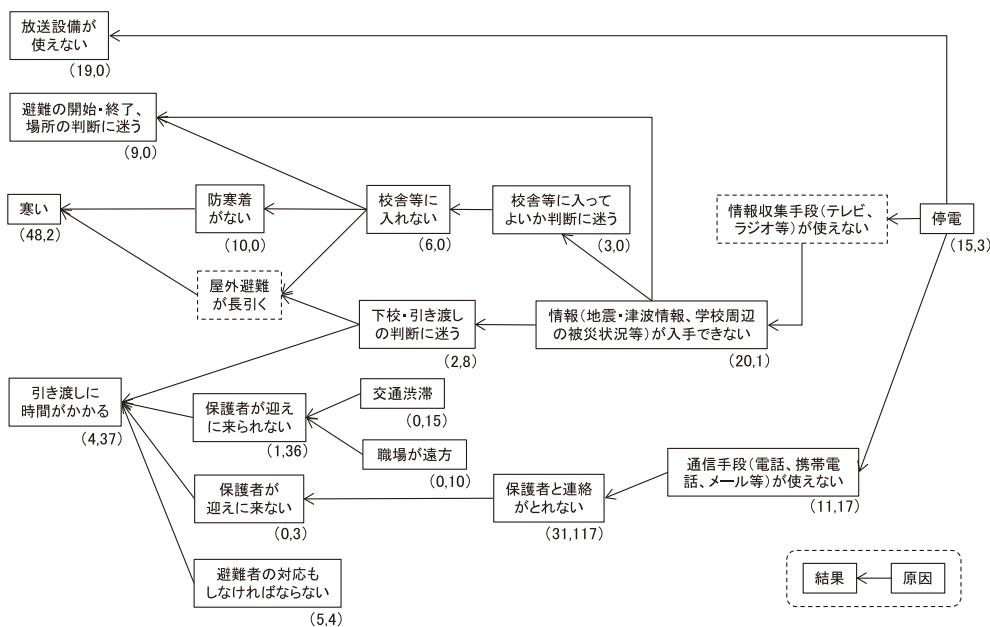 放送設備が
使えない
(19,0)
避難の開始・終了、
場所の判断に迷う
(9,0)
寒い
(48,2)
防寒着
がない
(10,0)
校舎等に
入れない
(6,0)
校舎等に入って
よいか判断に迷う
(3,0)
情報収集手段(テレビ、
ラジオ等)が使えない
停電
(15,3)
屋外避難
が長引く
下校・引き渡し
の判断に迷う
(2,8)
情報(地震・津波情報、学校周辺
の被災状況等)が入手できない
(20,1)
引き渡しに
時間がかかる
(4,37)
保護者が迎え
に来られない
(1,36)
交通渋滞
(0,15)
職場が遠方
(0,10)
保護者が
迎えに来ない
(0,3)
保護者と連絡
がとれない
(31,117)
通信手段(電話、携帯電
話、メール等)が使えない
(11,17)
避難者の対応も
しなければならない
(5,4)
結果
原因